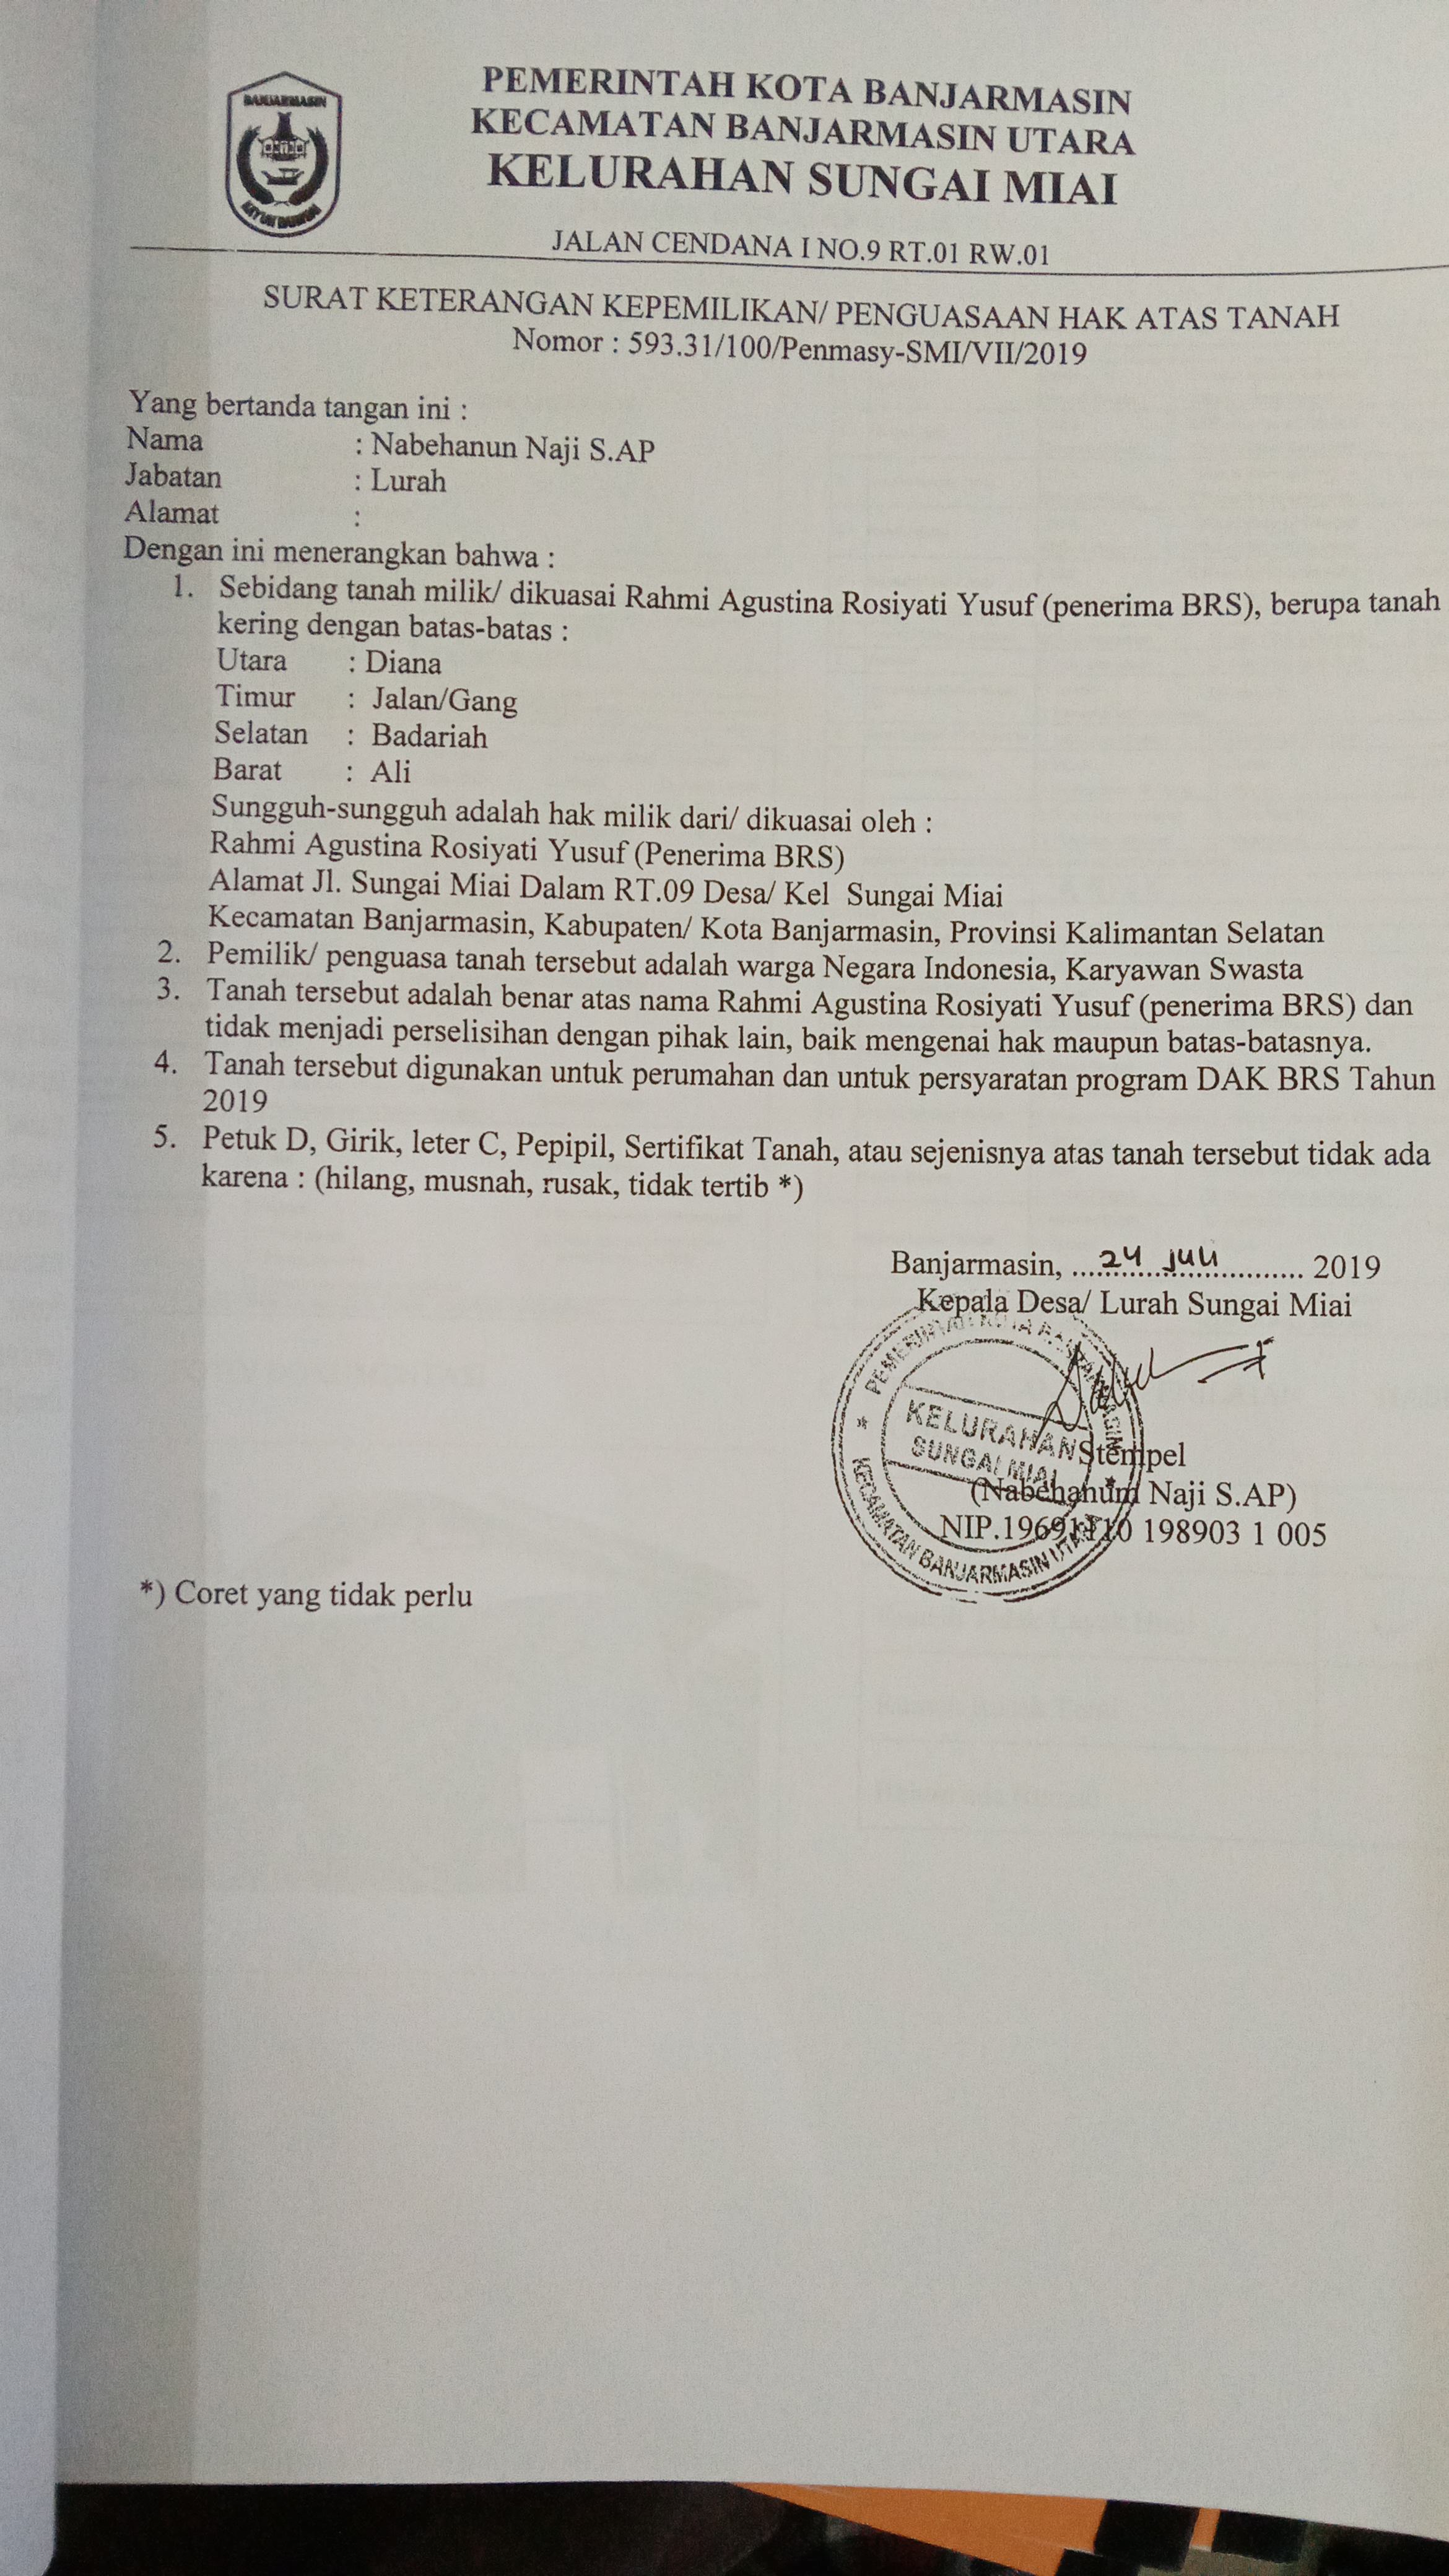 BANJARMASIN
KAYUH BAIMBAI
PEMERINTAH KOTA BANJARMASIN
KECAMATAN BANJARMASIN UTARA
KELURAHAN SUNGAI MIAI
JALAN CENDANA I NO.9 RT.01 RW.01
SURAT KETERANGAN KEPEMILIKAN/ PENGUASAAN HAK ATAS TANAH
Nomor : 593.31/100/Penmasy-SMI/VII/2019
Yang bertanda tangan ini :
Nama : Nabehanun Naji S.AP
Jabatan : Lurah
Alamat :
Dengan ini menerangkan bahwa :
1. Sebidang tanah milik/ dikuasai Rahmi Agustina Rosiyati Yusuf (penerima BRS), berupa tanah
kering dengan batas-batas :
Utara : Diana
Timur : Jalan/Gang
Selatan : Badariah
Barat : Ali
Sungguh-sungguh adalah hak milik dari/ dikuasai oleh :
Rahmi Agustina Rosiyati Yusuf (Penerima BRS)
Alamat Jl. Sungai Miai Dalam RT.09 Desa/ Kel Sungai Miai
Kecamatan Banjarmasin, Kabupaten/ Kota Banjarmasin, Provinsi Kalimantan Selatan
2. Pemilik/ penguasa tanah tersebut adalah warga Negara Indonesia, Karyawan Swasta
3. Tanah tersebut adalah benar atas nama Rahmi Agustina Rosiyati Yusuf (penerima BRS) dan
tidak menjadi perselisihan dengan pihak lain, baik mengenai hak maupun batas-batasnya.
4. Tanah tersebut digunakan untuk perumahan dan untuk persyaratan program DAK BRS Tahun
2019
5. Petuk D, Girik, leter C, Pepipil, Sertifikat Tanah, atau sejenisnya atas tanah tersebut tidak ada
karena : (hilang, musnah, rusak, tidak tertib *)
Banjarmasin, ....24 Juli.... 2019
Kepala Desa/ Lurah Sungai Miai
PEMERINTAH KOTA BANJARMASIN
KELURAHAN
SUNGAI MIAI
KECAMATAN BANJARMASIN UTARA
Stempel
(Nabehanum Naji S.AP)
NIP.19691110 198903 1 005
*) Coret yang tidak perlu